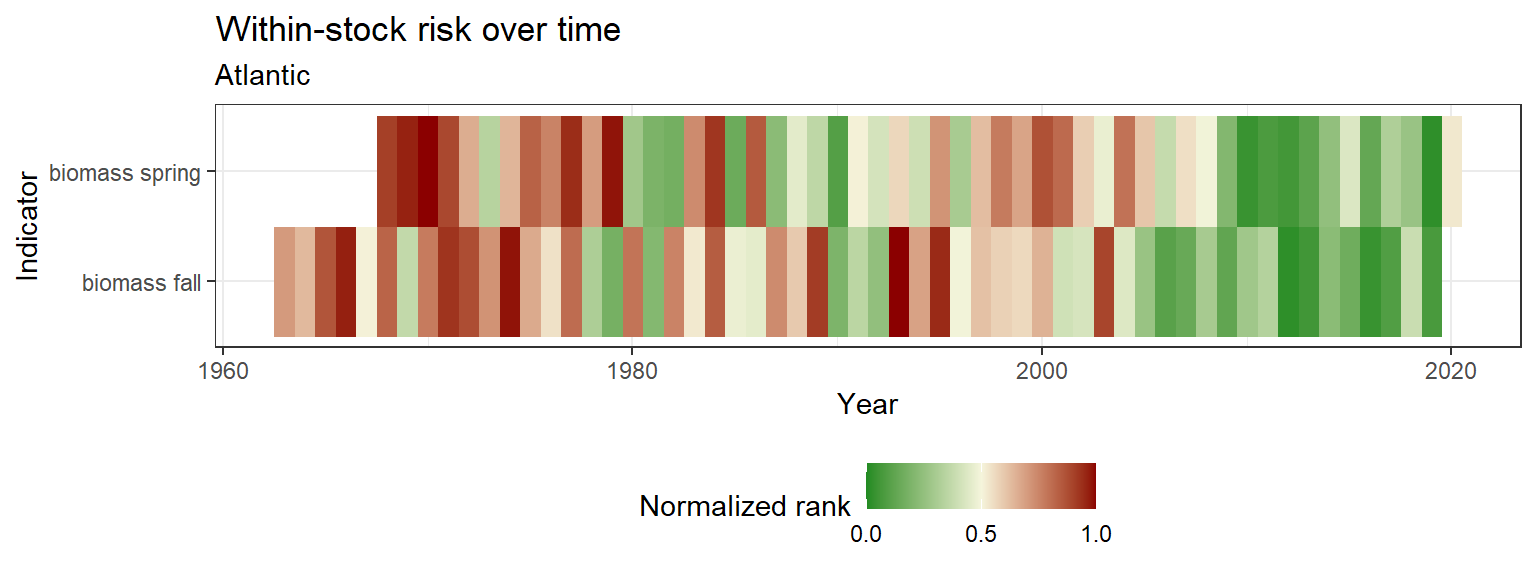 Within-stock risk over time
Atlantic
Indicator
biomass spring
biomass fall
1960 1980 2000 2020
Year
Normalized rank
0.0 0.5 1.0